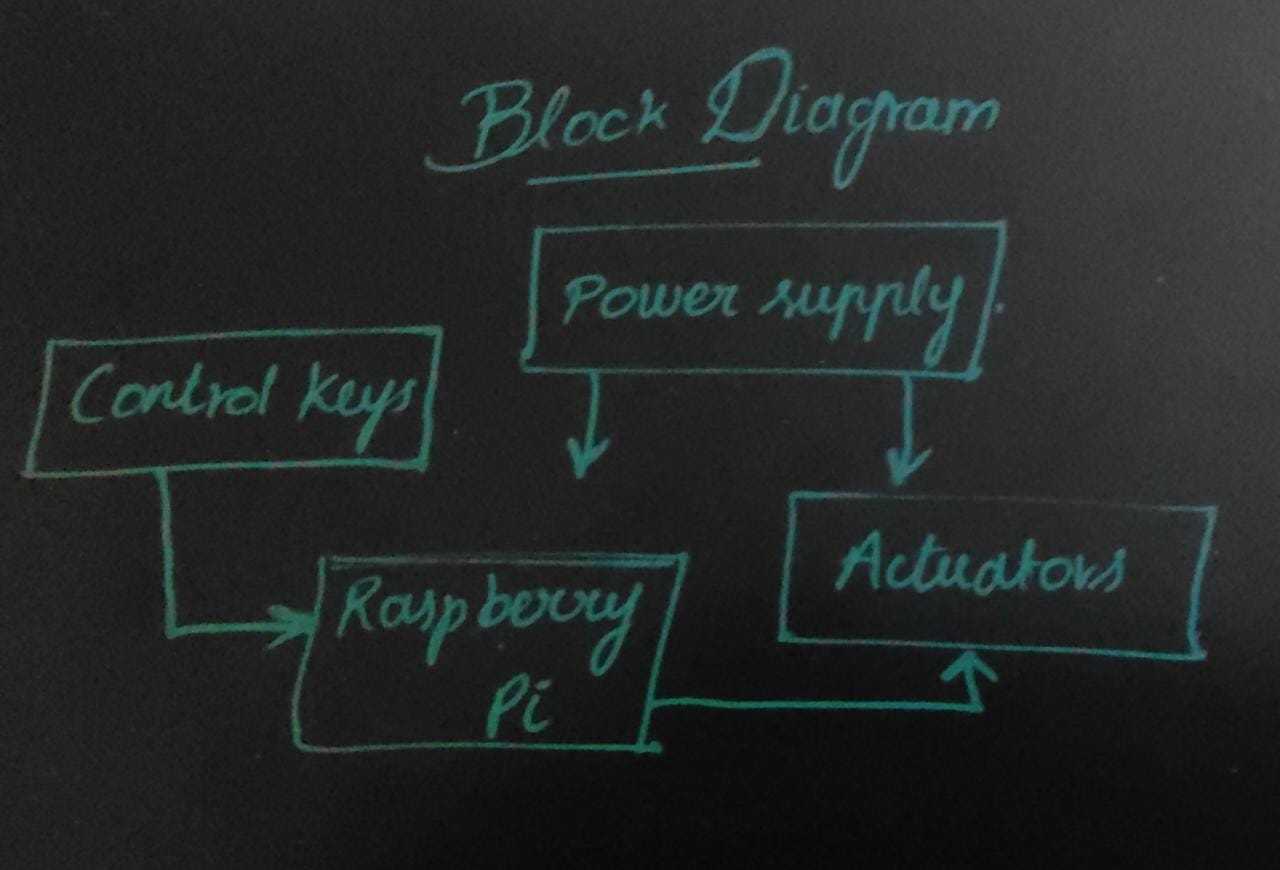 Block Diagram
Power supply
Control Keys
Actuators
Raspberry
Pi